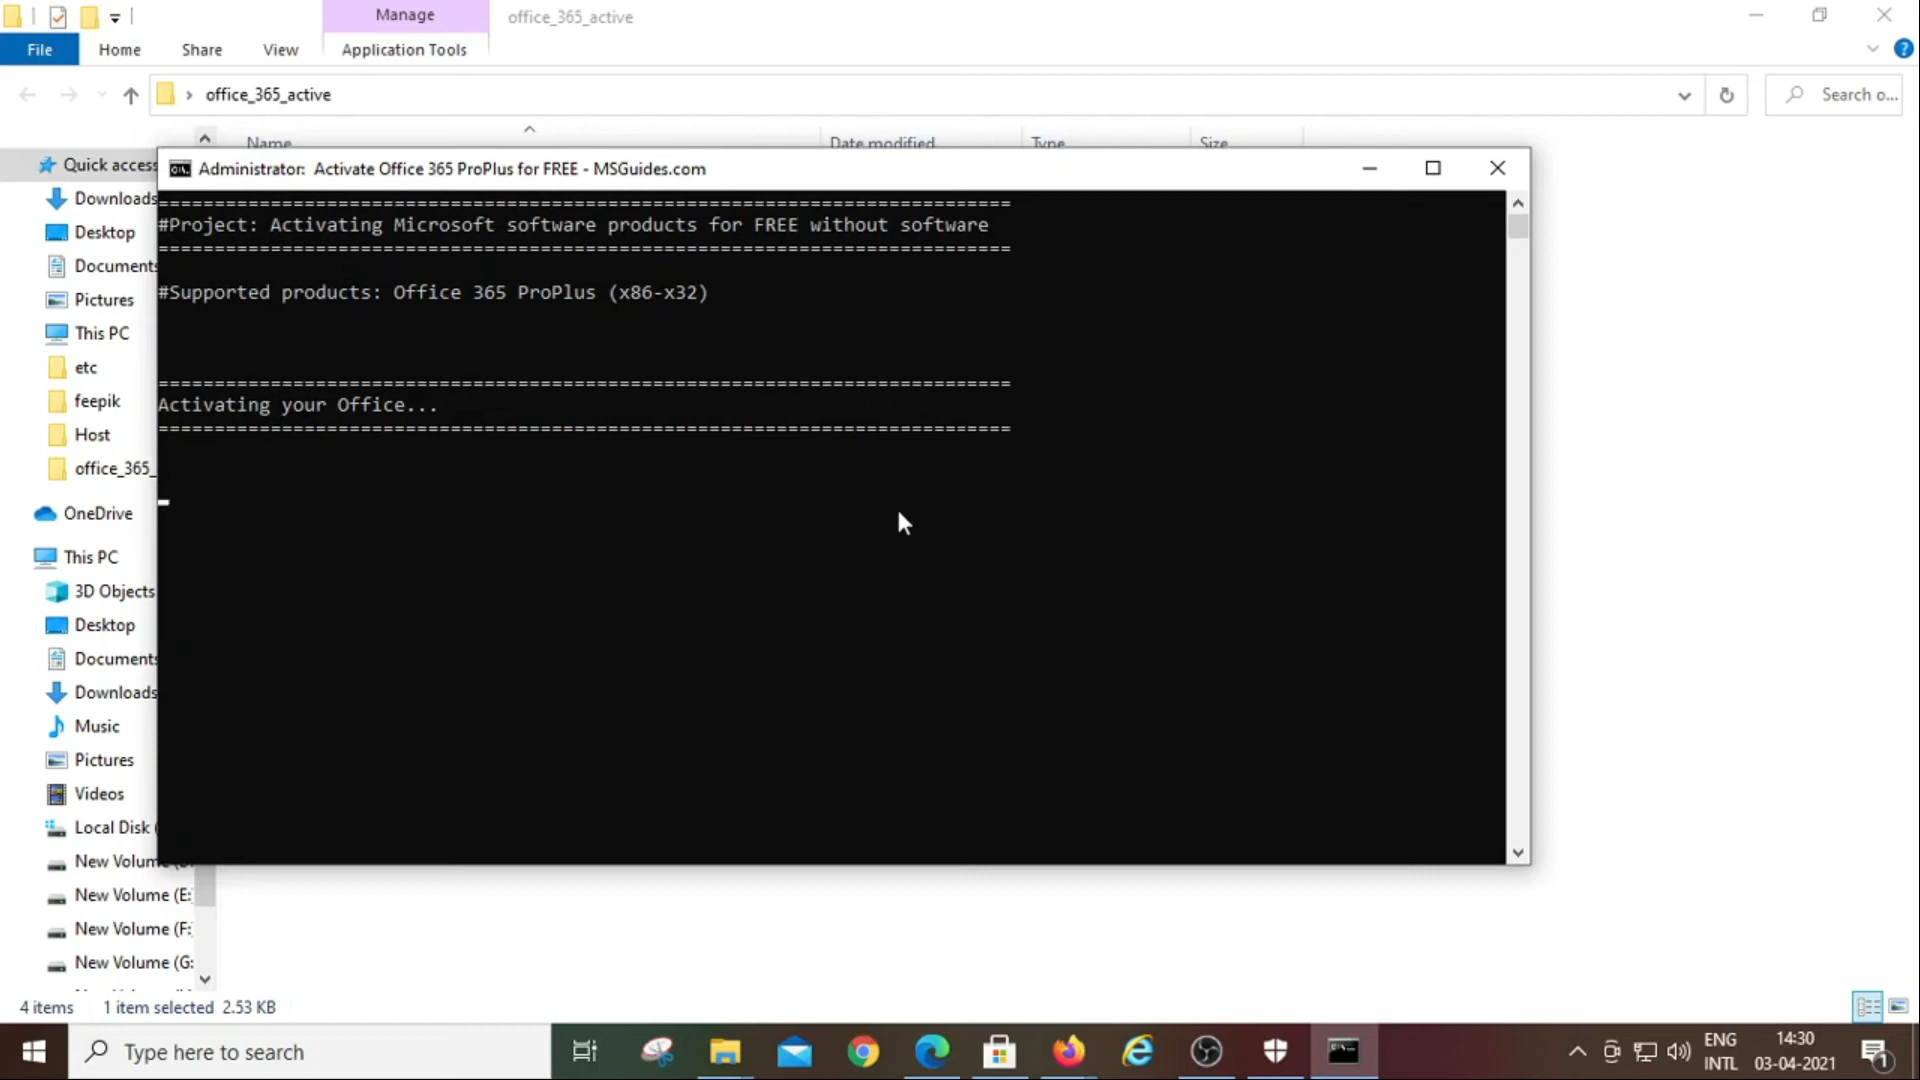 Manage
office_365_active
File
Home
Share
View
Application Tools
office_365_active
Search o...
Name
Date modified
Type
Size
Quick access
Administrator: Activate Office 365 ProPlus for FREE - MSGuides.com
Downloads
Desktop
Documents
Pictures
This PC
etc
feepik
Host
office_365_
OneDrive
This PC
3D Objects
Desktop
Documents
Downloads
Music
Pictures
Videos
Local Disk (
New Volume
New Volume (E:
New Volume (F:
New Volume (G:
============================================================================
#Project: Activating Microsoft software products for FREE without software
============================================================================
#Supported products: Office 365 ProPlus (x86-x32)
============================================================================
Activating your Office...
============================================================================
4 items
1 item selected 2.53 KB
Type here to search
ENG
INTL
14:30
03-04-2021
1